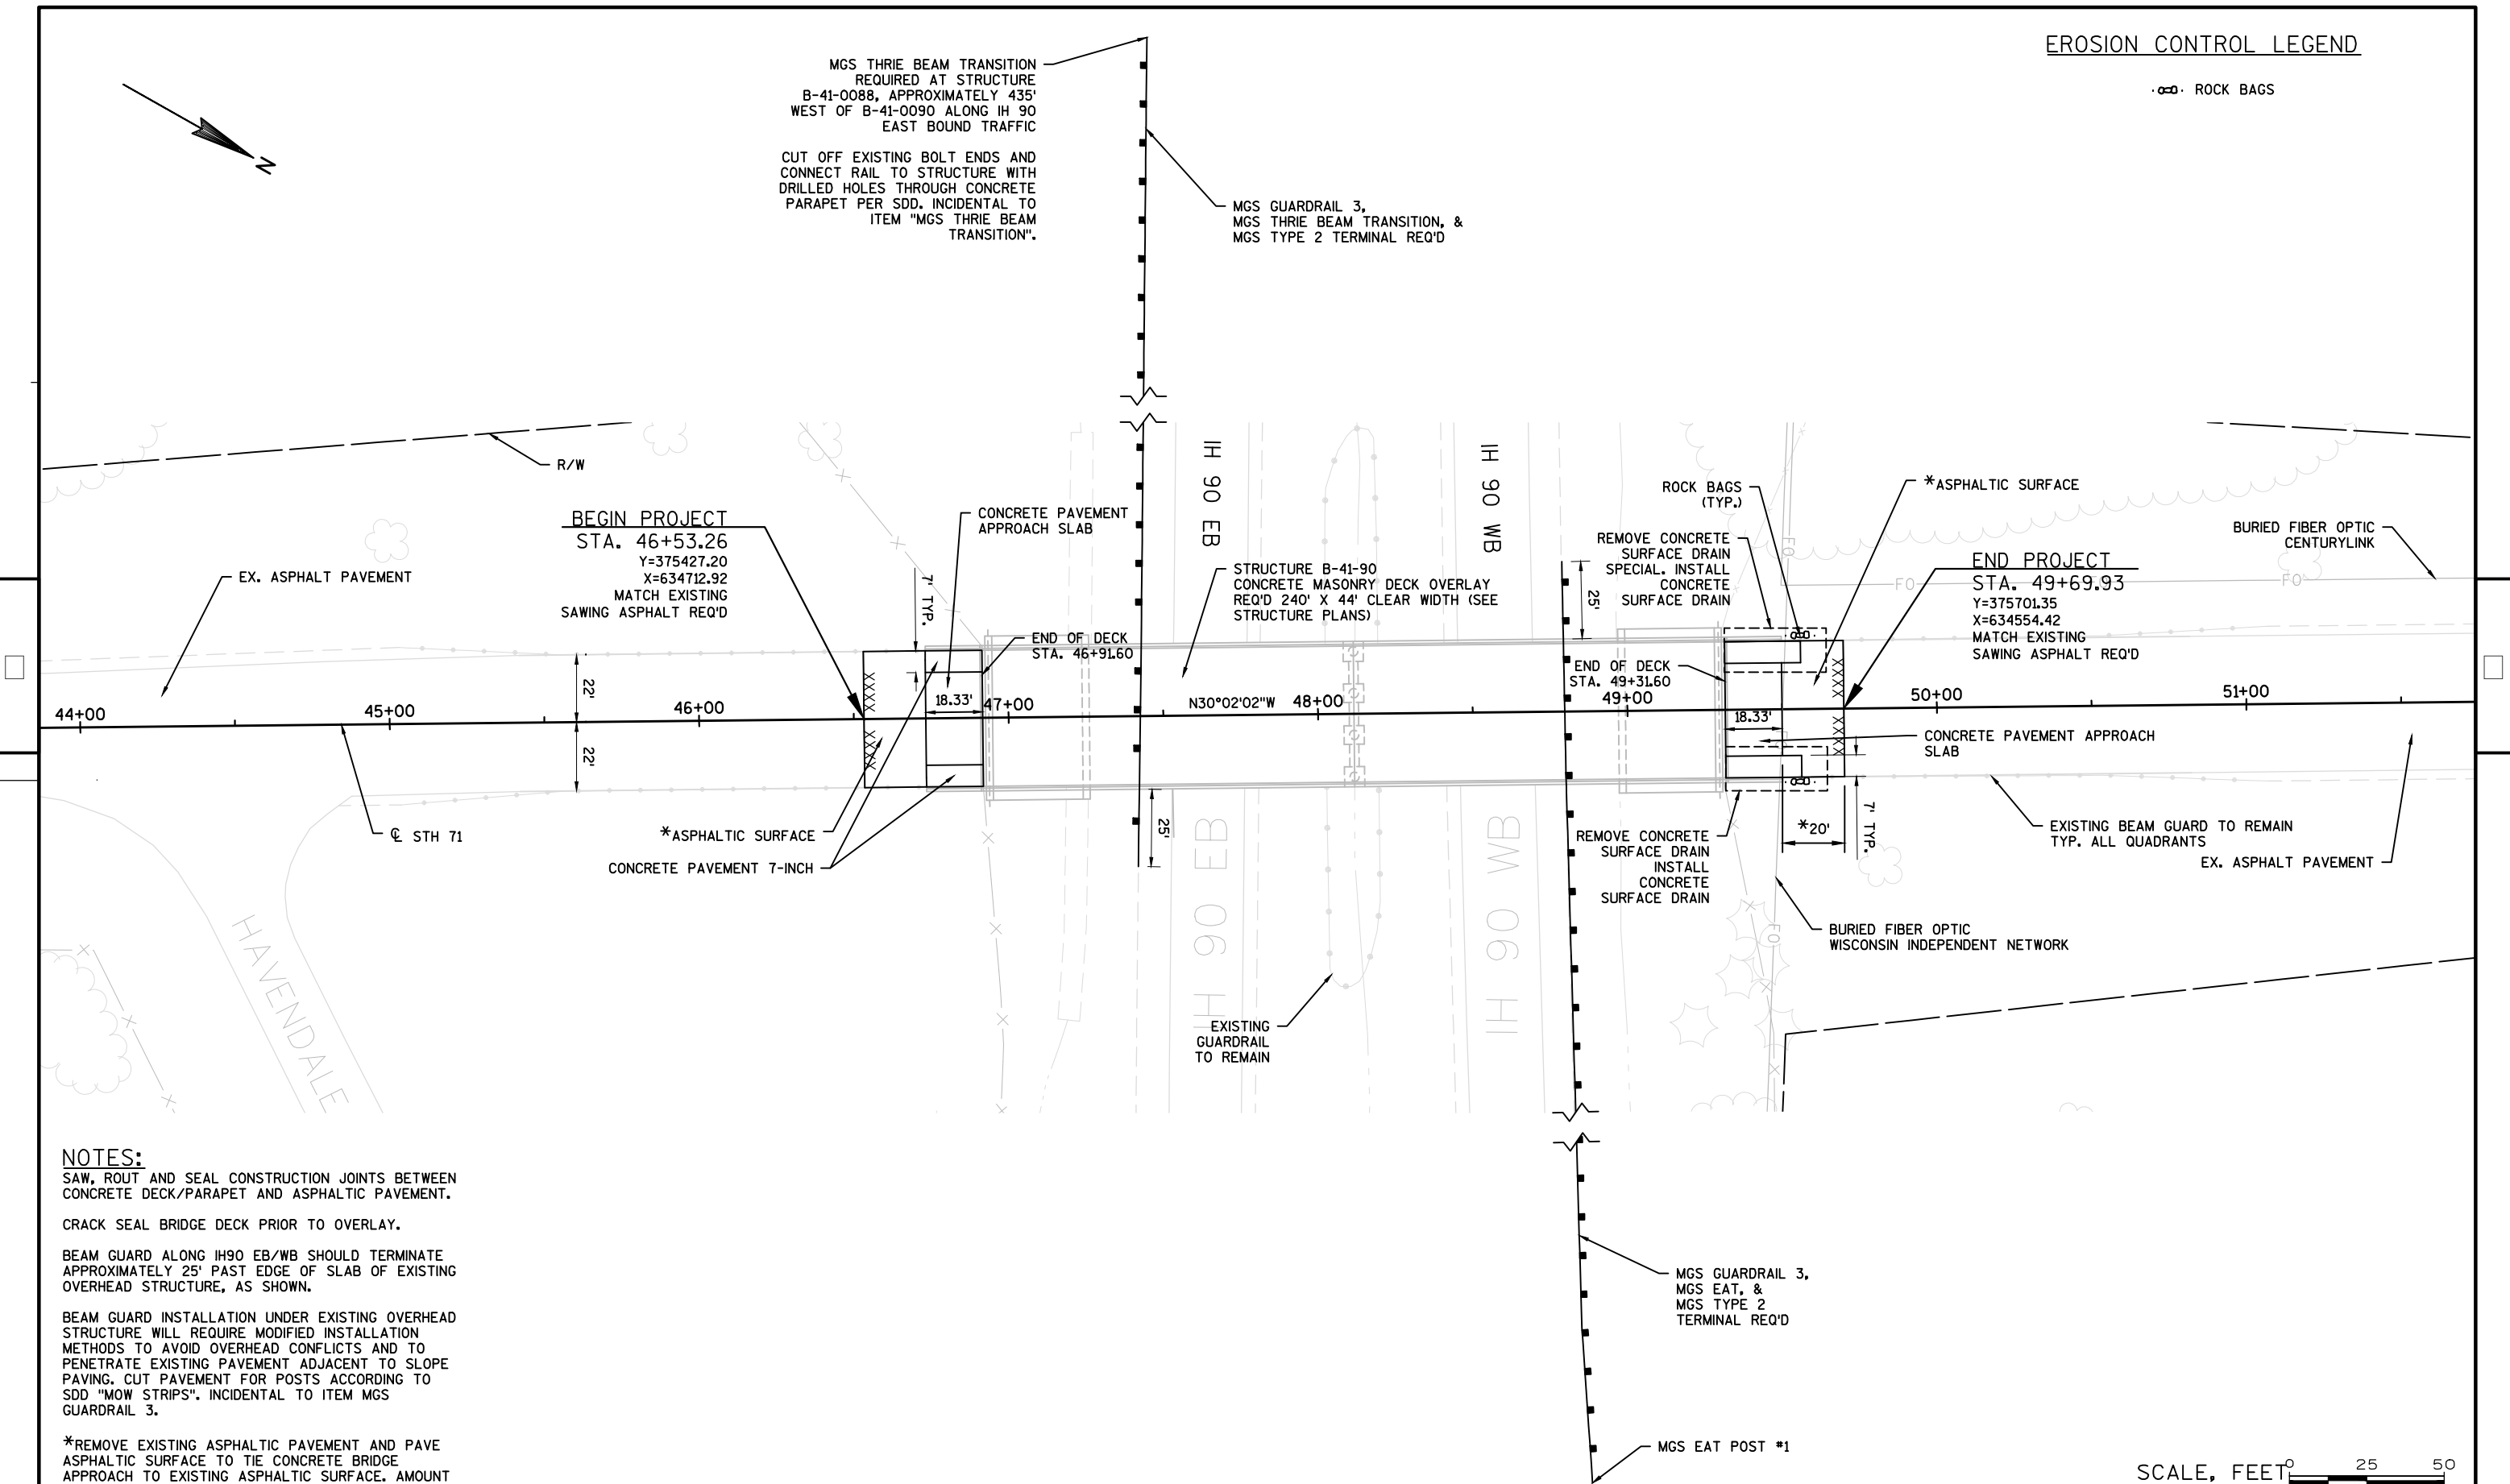 EROSION CONTROL LEGEND
ROCK BAGS
N
MGS THRIE BEAM TRANSITION
REQUIRED AT STRUCTURE
B-41-0088, APPROXIMATELY 435'
WEST OF B-41-0090 ALONG IH 90
EAST BOUND TRAFFIC
CUT OFF EXISTING BOLT ENDS AND
CONNECT RAIL TO STRUCTURE WITH
DRILLED HOLES THROUGH CONCRETE
PARAPET PER SDD. INCIDENTAL TO
ITEM "MGS THRIE BEAM
TRANSITION".
MGS GUARDRAIL 3,
MGS THRIE BEAM TRANSITION, &
MGS TYPE 2 TERMINAL REQ'D
R/W
IH 90 EB
IH 90 WB
EX. ASPHALT PAVEMENT
BEGIN PROJECT
STA. 46+53.26
Y=375427.20
X=634712.92
MATCH EXISTING
SAWING ASPHALT REQ'D
CONCRETE PAVEMENT
APPROACH SLAB
7' TYP.
END OF DECK
STA. 46+91.60
STRUCTURE B-41-90
CONCRETE MASONRY DECK OVERLAY
REQ'D 240' X 44' CLEAR WIDTH (SEE
STRUCTURE PLANS)
25'
ROCK BAGS
(TYP.)
REMOVE CONCRETE
SURFACE DRAIN
SPECIAL. INSTALL
CONCRETE
SURFACE DRAIN
END OF DECK
STA. 49+31.60
*ASPHALTIC SURFACE
FO
FO
FO
BURIED FIBER OPTIC
CENTURYLINK
END PROJECT
STA. 49+69.93
Y=375701.35
X=634554.42
MATCH EXISTING
SAWING ASPHALT REQ'D
44+00
45+00
46+00
47+00
48+00
49+00
50+00
51+00
22'
22'
18.33'
N30°02'02"W
18.33'
CONCRETE PAVEMENT APPROACH
SLAB
℄ STH 71
*ASPHALTIC SURFACE
CONCRETE PAVEMENT 7-INCH
25'
REMOVE CONCRETE
SURFACE DRAIN
INSTALL
CONCRETE
SURFACE DRAIN
*20'
7' TYP.
EXISTING BEAM GUARD TO REMAIN
TYP. ALL QUADRANTS
EX. ASPHALT PAVEMENT
HAVENDALE
IH 90 EB
IH 90 WB
FO
BURIED FIBER OPTIC
WISCONSIN INDEPENDENT NETWORK
EXISTING
GUARDRAIL
TO REMAIN
NOTES:
SAW, ROUT AND SEAL CONSTRUCTION JOINTS BETWEEN
CONCRETE DECK/PARAPET AND ASPHALTIC PAVEMENT.
CRACK SEAL BRIDGE DECK PRIOR TO OVERLAY.
BEAM GUARD ALONG IH90 EB/WB SHOULD TERMINATE
APPROXIMATELY 25' PAST EDGE OF SLAB OF EXISTING
OVERHEAD STRUCTURE, AS SHOWN.
BEAM GUARD INSTALLATION UNDER EXISTING OVERHEAD
STRUCTURE WILL REQUIRE MODIFIED INSTALLATION
METHODS TO AVOID OVERHEAD CONFLICTS AND TO
PENETRATE EXISTING PAVEMENT ADJACENT TO SLOPE
PAVING. CUT PAVEMENT FOR POSTS ACCORDING TO
SDD "MOW STRIPS". INCIDENTAL TO ITEM MGS
GUARDRAIL 3.
*REMOVE EXISTING ASPHALTIC PAVEMENT AND PAVE
ASPHALTIC SURFACE TO TIE CONCRETE BRIDGE
APPROACH TO EXISTING ASPHALTIC SURFACE. AMOUNT
MGS GUARDRAIL 3,
MGS EAT, &
MGS TYPE 2
TERMINAL REQ'D
MGS EAT POST #1
SCALE, FEET
0 25 50